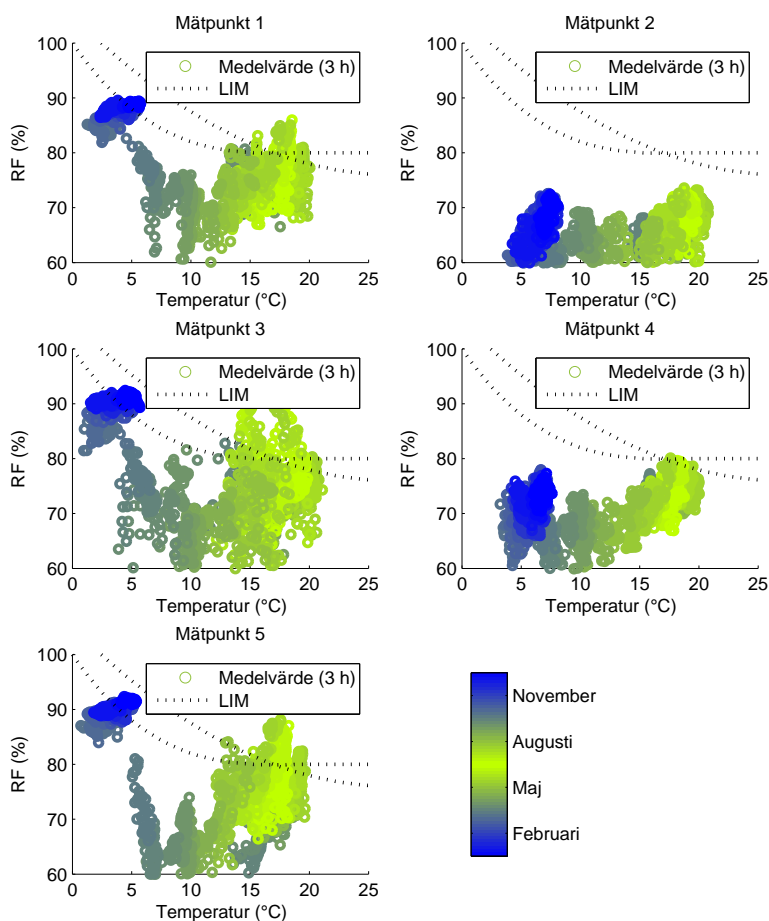 Mätpunkt 1
100
90
80
70
60
RF (%)
0 5 10 15 20 25
Temperatur (°C)
Medelvärde (3 h)
LIM
Mätpunkt 2
100
90
80
70
60
RF (%)
0 5 10 15 20 25
Temperatur (°C)
Medelvärde (3 h)
LIM
Mätpunkt 3
100
90
80
70
60
RF (%)
0 5 10 15 20 25
Temperatur (°C)
Medelvärde (3 h)
LIM
Mätpunkt 4
100
90
80
70
60
RF (%)
0 5 10 15 20 25
Temperatur (°C)
Medelvärde (3 h)
LIM
Mätpunkt 5
100
90
80
70
60
RF (%)
0 5 10 15 20 25
Temperatur (°C)
Medelvärde (3 h)
LIM
November
Augusti
Maj
Februari